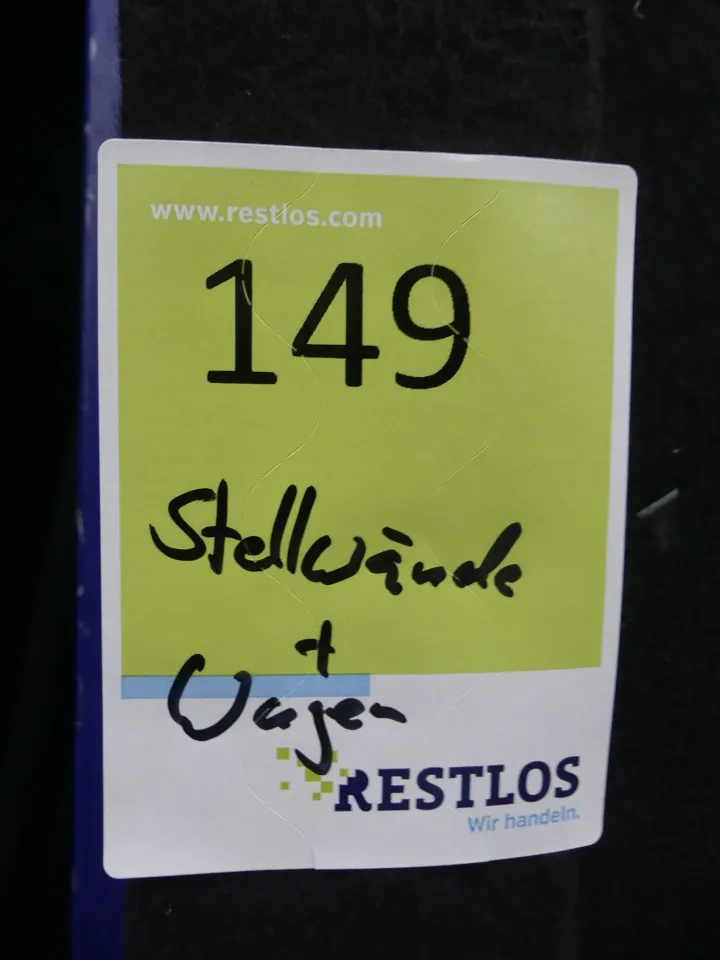 www.restlos.com
149
Stellwände
+
Wagen
RESTLOS
Wir handeln.